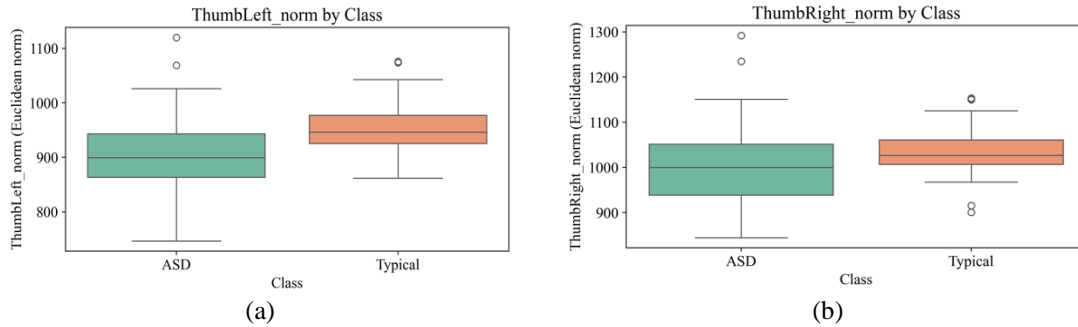 ThumbLeft_norm by Class
ThumbLeft_norm (Euclidean norm)
1100
1000
900
800
ASD
Typical
Class
(a)
ThumbRight_norm by Class
ThumbRight_norm (Euclidean norm)
1300
1200
1100
1000
900
ASD
Typical
Class
(b)